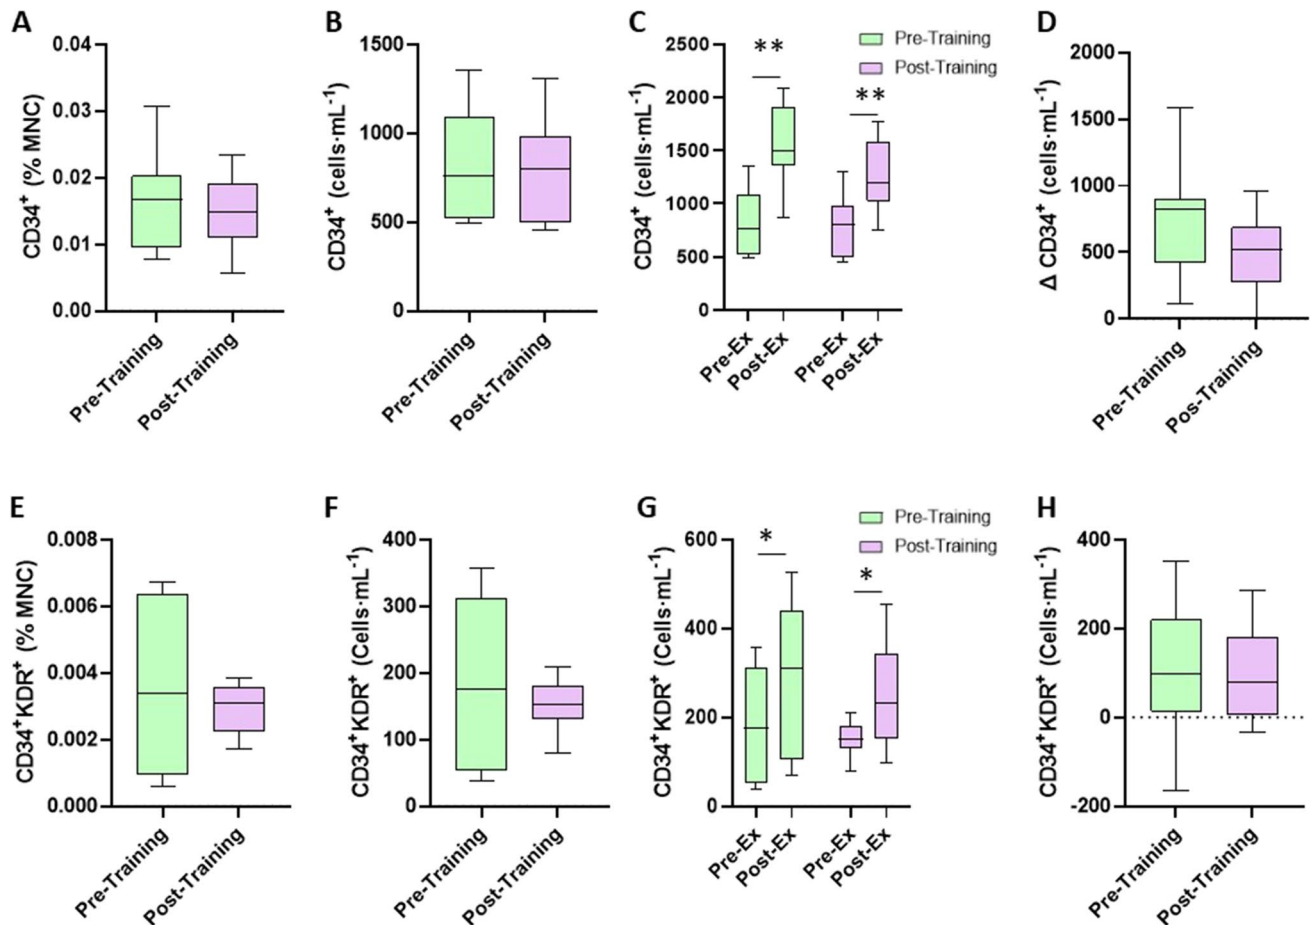 A
CD34⁺ (% MNC)
0.04
0.03
0.02
0.01
0.00
Pre-Training
Post-Training
B
CD34⁺ (cells·mL⁻¹)
1500
1000
500
0
Pre-Training
Post-Training
C
CD34⁺ (cells·mL⁻¹)
2500
2000
1500
1000
500
0
**
**
Pre-Training
Post-Training
Pre-Ex
Post-Ex
Pre-Ex
Post-Ex
D
Δ CD34⁺ (cells·mL⁻¹)
2000
1500
1000
500
0
Pre-Training
Pos-Training
E
CD34⁺KDR⁺ (% MNC)
0.008
0.006
0.004
0.002
0.000
Pre-Training
Post-Training
F
CD34⁺KDR⁺ (Cells·mL⁻¹)
400
300
200
100
0
Pre-Training
Post-Training
G
CD34⁺KDR⁺ (Cells·mL⁻¹)
600
400
200
0
*
*
Pre-Training
Post-Training
Pre-Ex
Post-Ex
Pre-Ex
Post-Ex
H
CD34⁺KDR⁺ (Cells·mL⁻¹)
400
200
0
-200
Pre-Training
Post-Training